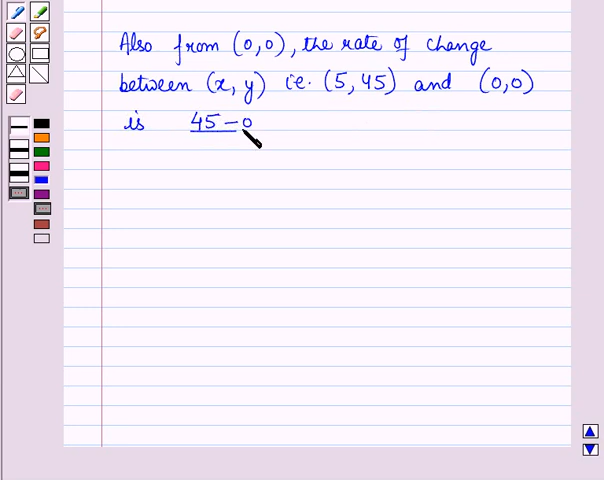 Also from (0,0), the rate of change
between (x, y) i.e. (5,45) and (0,0)
is 45-0